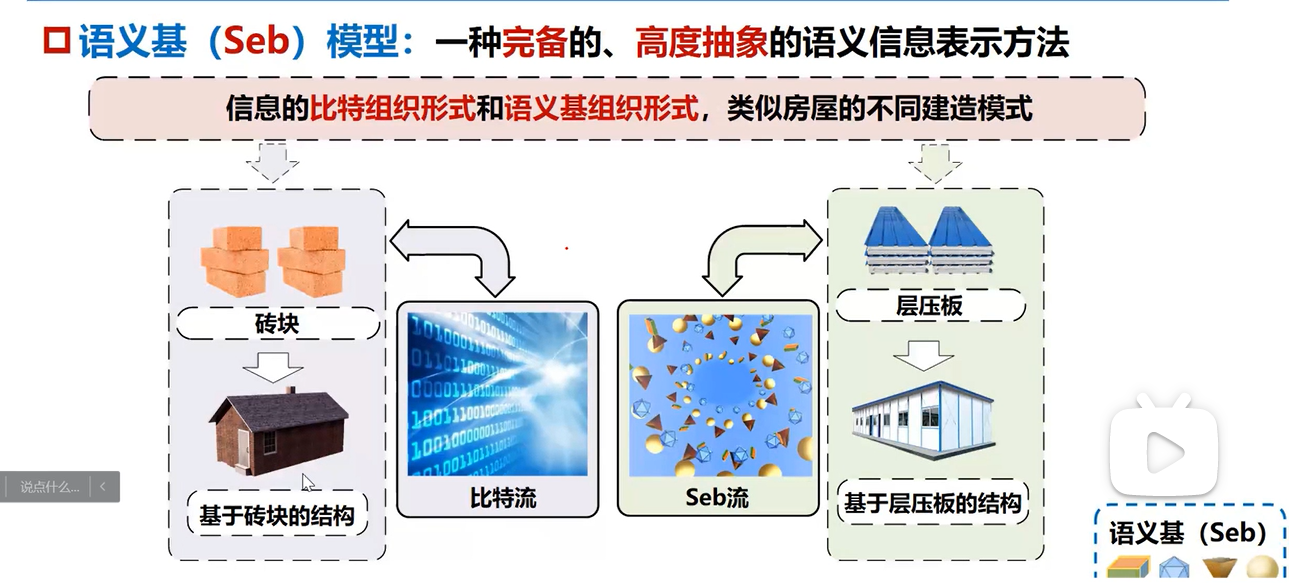 语义基（Seb）模型：一种完备的、高度抽象的语义信息表示方法
信息的比特组织形式和语义基组织形式，类似房屋的不同建造模式
砖块
基于砖块的结构
比特流
Seb流
层压板
基于层压板的结构
说点什么...
语义基（Seb）